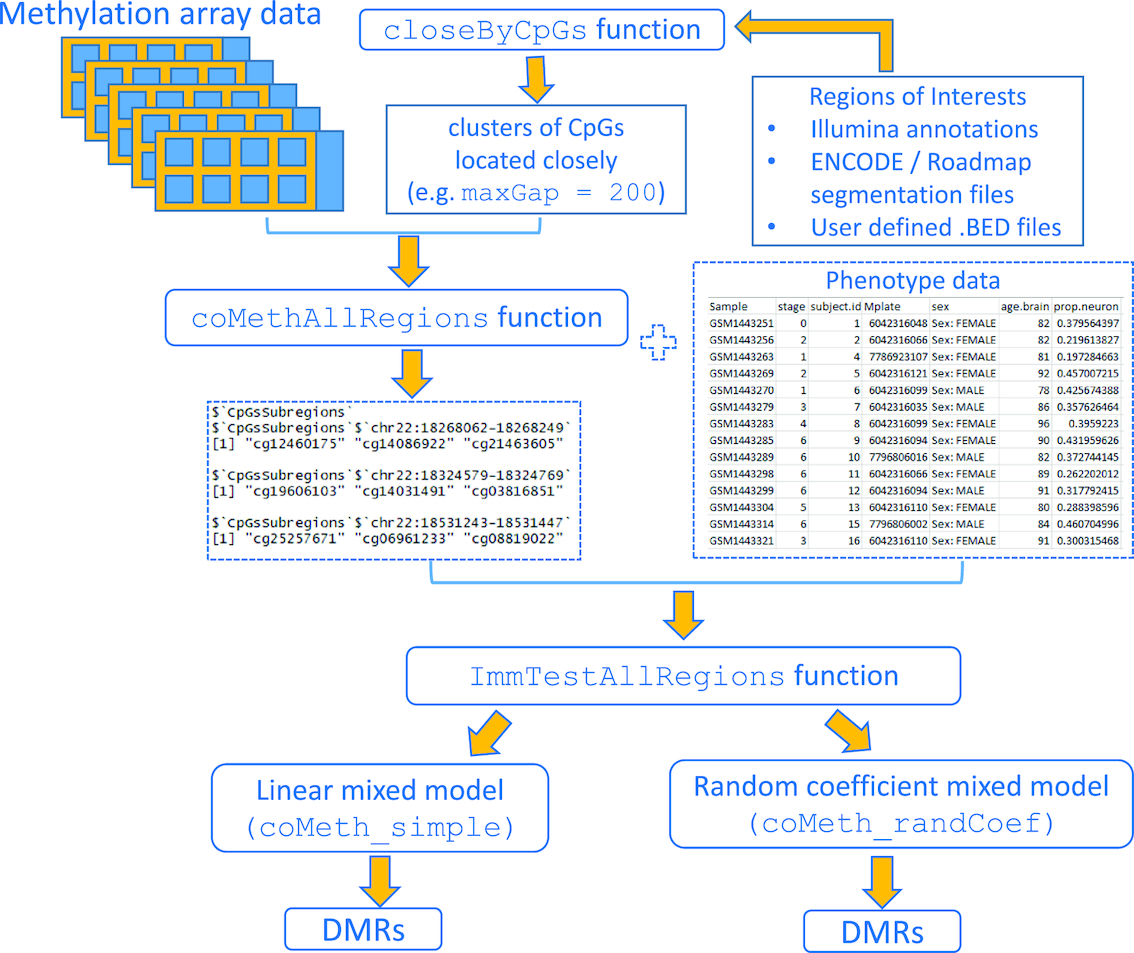 Methylation array data
closeByCpGs function
clusters of CpGs
located closely
(e.g. maxGap = 200)
Regions of Interests
• Illumina annotations
• ENCODE / Roadmap
segmentation files
• User defined .BED files
coMethAllRegions function
$`CpGsSubregions`
$`CpGsSubregions`$`chr22:18268062-18268249`
[1] "cg12460175" "cg14086922" "cg21463605"
$`CpGsSubregions`$`chr22:18324579-18324769`
[1] "cg19606103" "cg14031491" "cg03816851"
$`CpGsSubregions`$`chr22:18531243-18531447`
[1] "cg25257671" "cg06961233" "cg08819022"
Phenotype data
Sample stage subject.id Mplate sex age.brain prop.neuron
GSM1443251 0 1 6042316048 Sex: FEMALE 82 0.379564397
GSM1443256 2 2 6042316066 Sex: FEMALE 82 0.219613827
GSM1443263 1 4 7786923107 Sex: FEMALE 81 0.197284663
GSM1443269 2 5 6042316121 Sex: FEMALE 92 0.457007215
GSM1443270 1 6 6042316099 Sex: MALE 78 0.425674388
GSM1443279 3 7 6042316035 Sex: MALE 86 0.357626464
GSM1443283 4 8 6042316099 Sex: FEMALE 96 0.3959223
GSM1443285 6 9 6042316094 Sex: FEMALE 90 0.431959626
GSM1443289 6 10 7796806016 Sex: MALE 82 0.372744145
GSM1443298 6 11 6042316066 Sex: FEMALE 89 0.262202012
GSM1443299 6 12 6042316094 Sex: MALE 91 0.317792415
GSM1443304 5 13 6042316110 Sex: FEMALE 80 0.288398596
GSM1443314 6 15 7796806002 Sex: MALE 84 0.460704996
GSM1443321 3 16 6042316110 Sex: FEMALE 91 0.300315468
ImmTestAllRegions function
Linear mixed model
(coMeth_simple)
Random coefficient mixed model
(coMeth_randCoef)
DMRs
DMRs